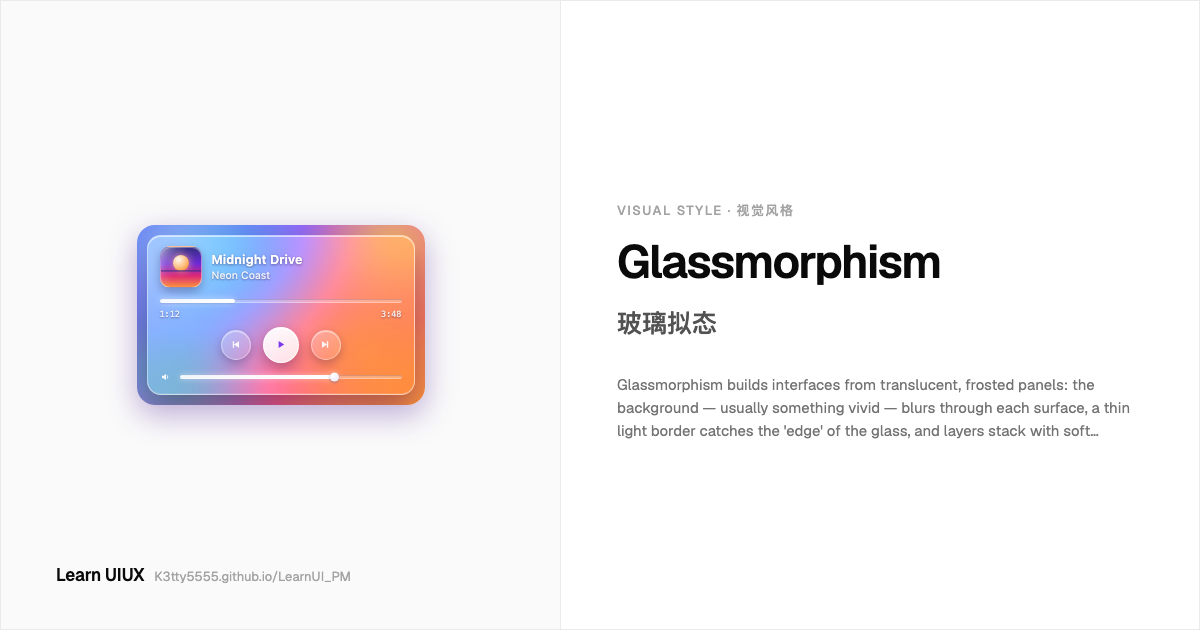 Midnight Drive
Neon Coast
1:12
3:48
Learn UIUX K3tty5555.github.io/LearnUI_PM
VISUAL STYLE · 视觉风格
Glassmorphism
玻璃拟态
Glassmorphism builds interfaces from translucent, frosted panels: the
background — usually something vivid — blurs through each surface, a thin
light border catches the 'edge' of the glass, and layers stack with soft…